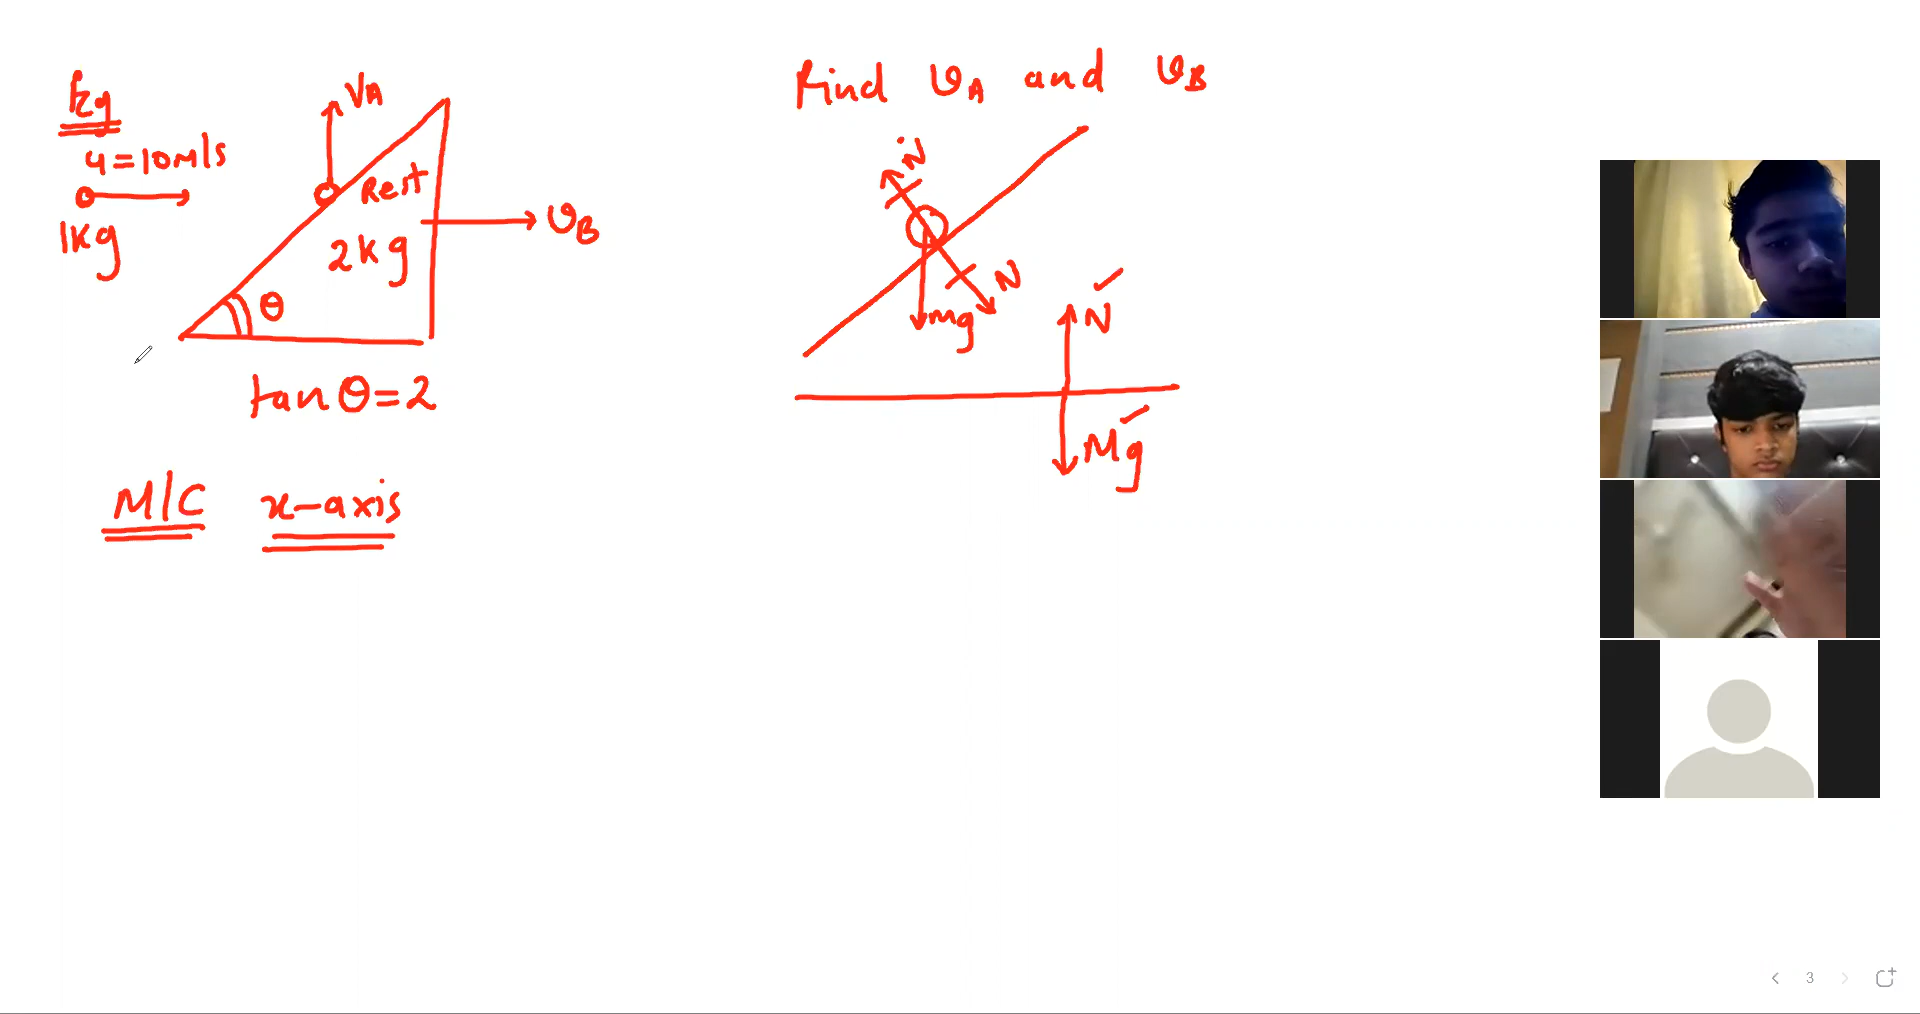 Eg
u=10m/s
1Kg
VA
Rest
2Kg
vB
θ
tanθ=2
M/C x-axis
Find vA and vB
N
N
mg
N
Mg
3